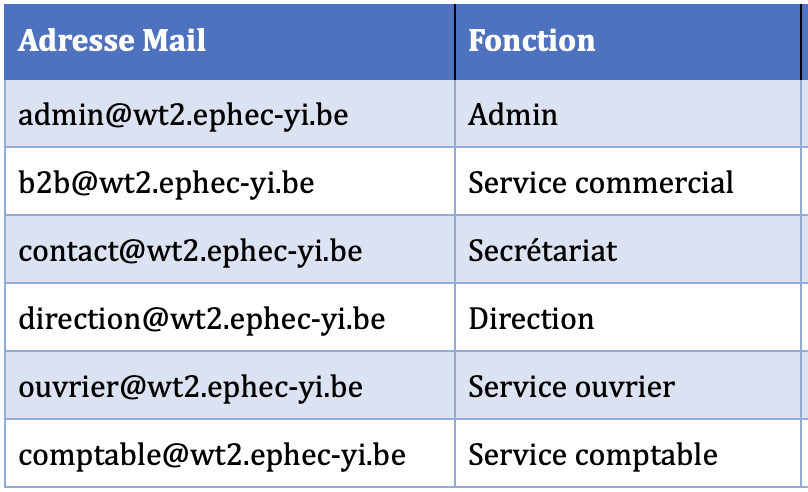 Adresse Mail Fonction
admin@wt2.ephec-yi.be Admin
b2b@wt2.ephec-yi.be Service commercial
contact@wt2.ephec-yi.be Secrétariat
direction@wt2.ephec-yi.be Direction
ouvrier@wt2.ephec-yi.be Service ouvrier
comptable@wt2.ephec-yi.be Service comptable